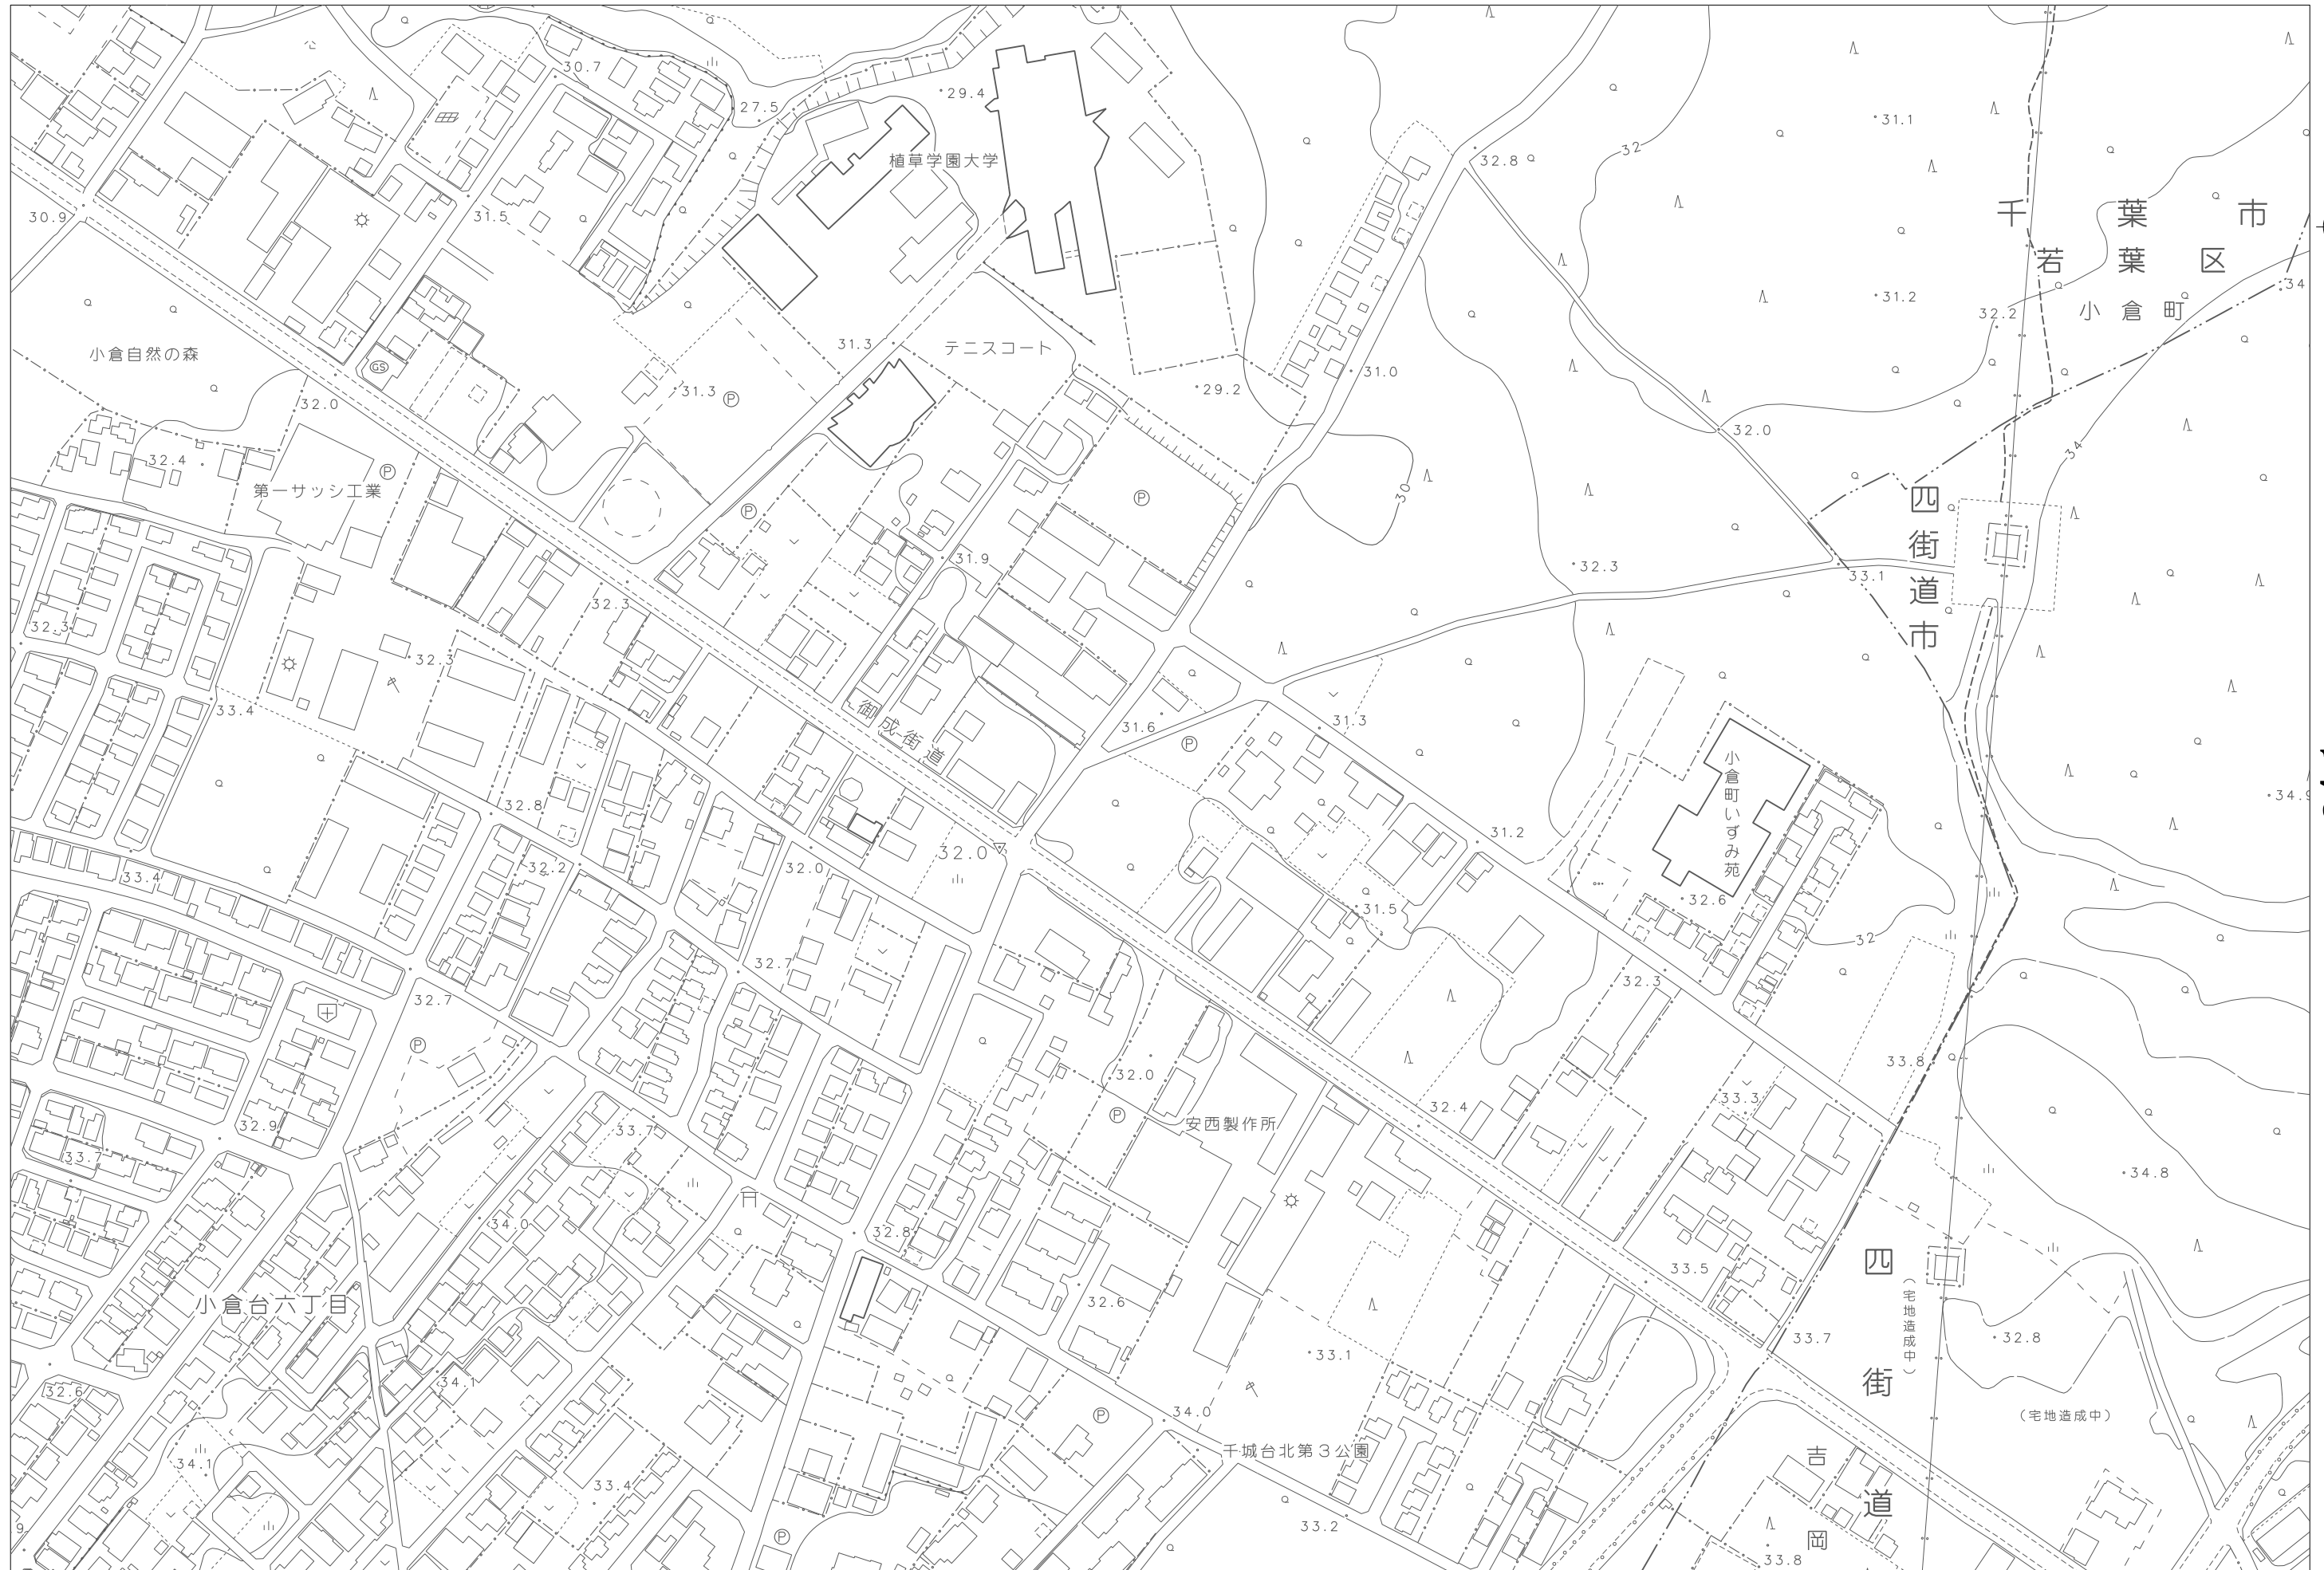 30.7
29.4
27.5
31.1
植草学園大学
32.8
32
30.9
31.5
千葉市
若葉区
小倉町
31.2
32.2
34
小倉自然の森
GS
31.3
テニスコート
31.3
P
31.0
29.2
32.0
32.0
34
32.4
P
第一サッシ工業
30
P
P
四街道市
31.9
32.3
33.1
32.3
32.3
32.3
33.4
御成街道
31.6
31.3
P
小倉町いずみ苑
34.9
32.8
31.2
32.0
32.0
32.2
33.4
31.5
32.6
32
32.7
32.7
32.3
P
32.0
33.8
P
安西製作所
32.4
33.3
32.9
33.7
33.7
34.8
34.0
32.8
四街道
(宅地造成中)
33.5
小倉台六丁目
32.6
33.7
32.8
33.1
34.1
32.6
P
34.0
(宅地造成中)
千城台北第3公園
34.1
33.4
吉岡
33.2
P
33.8
9